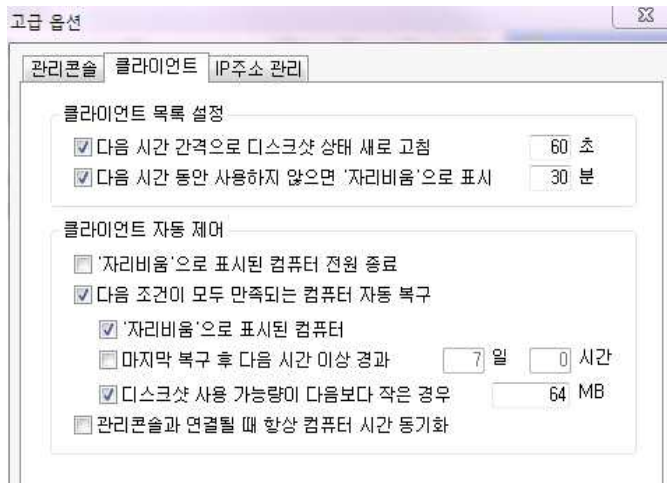 고급 옵션
관리콘솔 클라이언트 IP주소 관리
클라이언트 목록 설정
다음 시간 간격으로 디스크샷 상태 새로 고침 60 초
다음 시간 동안 사용하지 않으면 '자리비움'으로 표시 30 분
클라이언트 자동 제어
'자리비움'으로 표시된 컴퓨터 전원 종료
다음 조건이 모두 만족되는 컴퓨터 자동 복구
'자리비움'으로 표시된 컴퓨터
마지막 복구 후 다음 시간 이상 경과 7 일 0 시간
디스크샷 사용 가능량이 다음보다 작은 경우 64 MB
관리콘솔과 연결될 때 항상 컴퓨터 시간 동기화